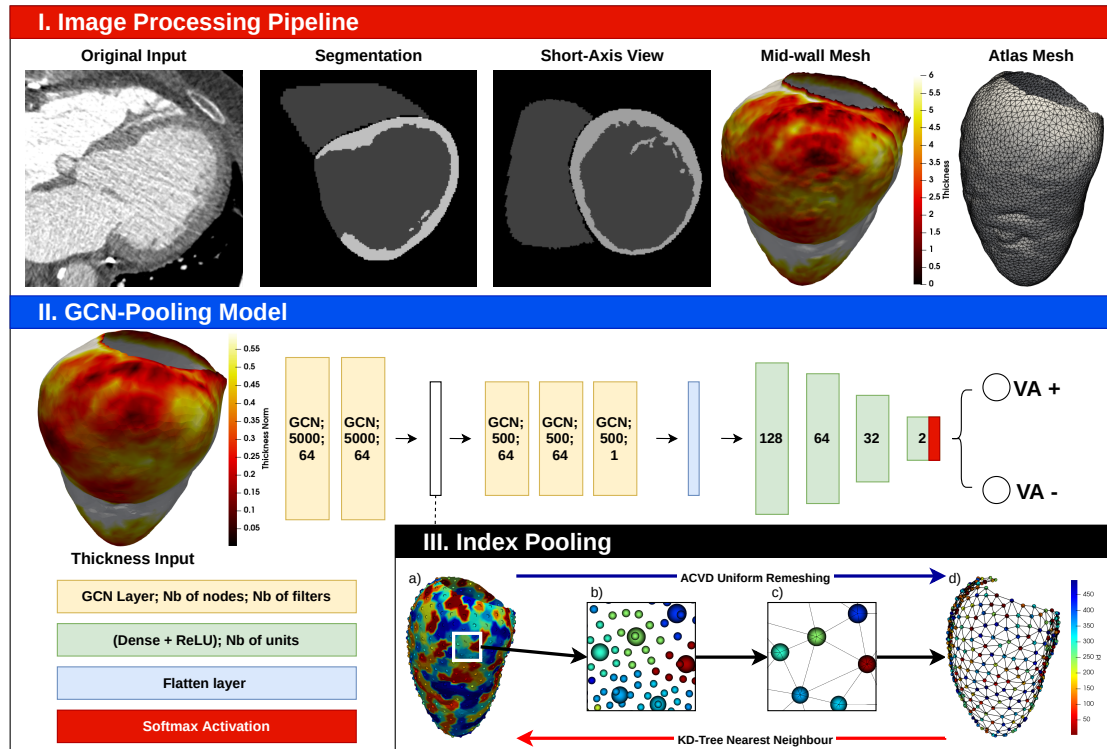 I. Image Processing Pipeline
Original Input
Segmentation
Short-Axis View
Mid-wall Mesh
Atlas Mesh
6
5.5
5
4.5
4
3.5
3
2.5
2
1.5
1
0.5
0
Thickness
II. GCN-Pooling Model
0.55
0.5
0.45
0.4
0.35
0.3
0.25
0.2
0.15
0.1
0.05
Thickness Norm
Thickness Input
GCN;
5000;
64
GCN;
5000;
64
GCN;
500;
64
GCN;
500;
64
GCN;
500;
1
128
64
32
2
VA +
VA -
GCN Layer; Nb of nodes; Nb of filters
(Dense + ReLU); Nb of units
Flatten layer
Softmax Activation
III. Index Pooling
a)
ACVD Uniform Remeshing
b)
c)
d)
450
400
350
300
250
200
150
100
50
id
KD-Tree Nearest Neighbour